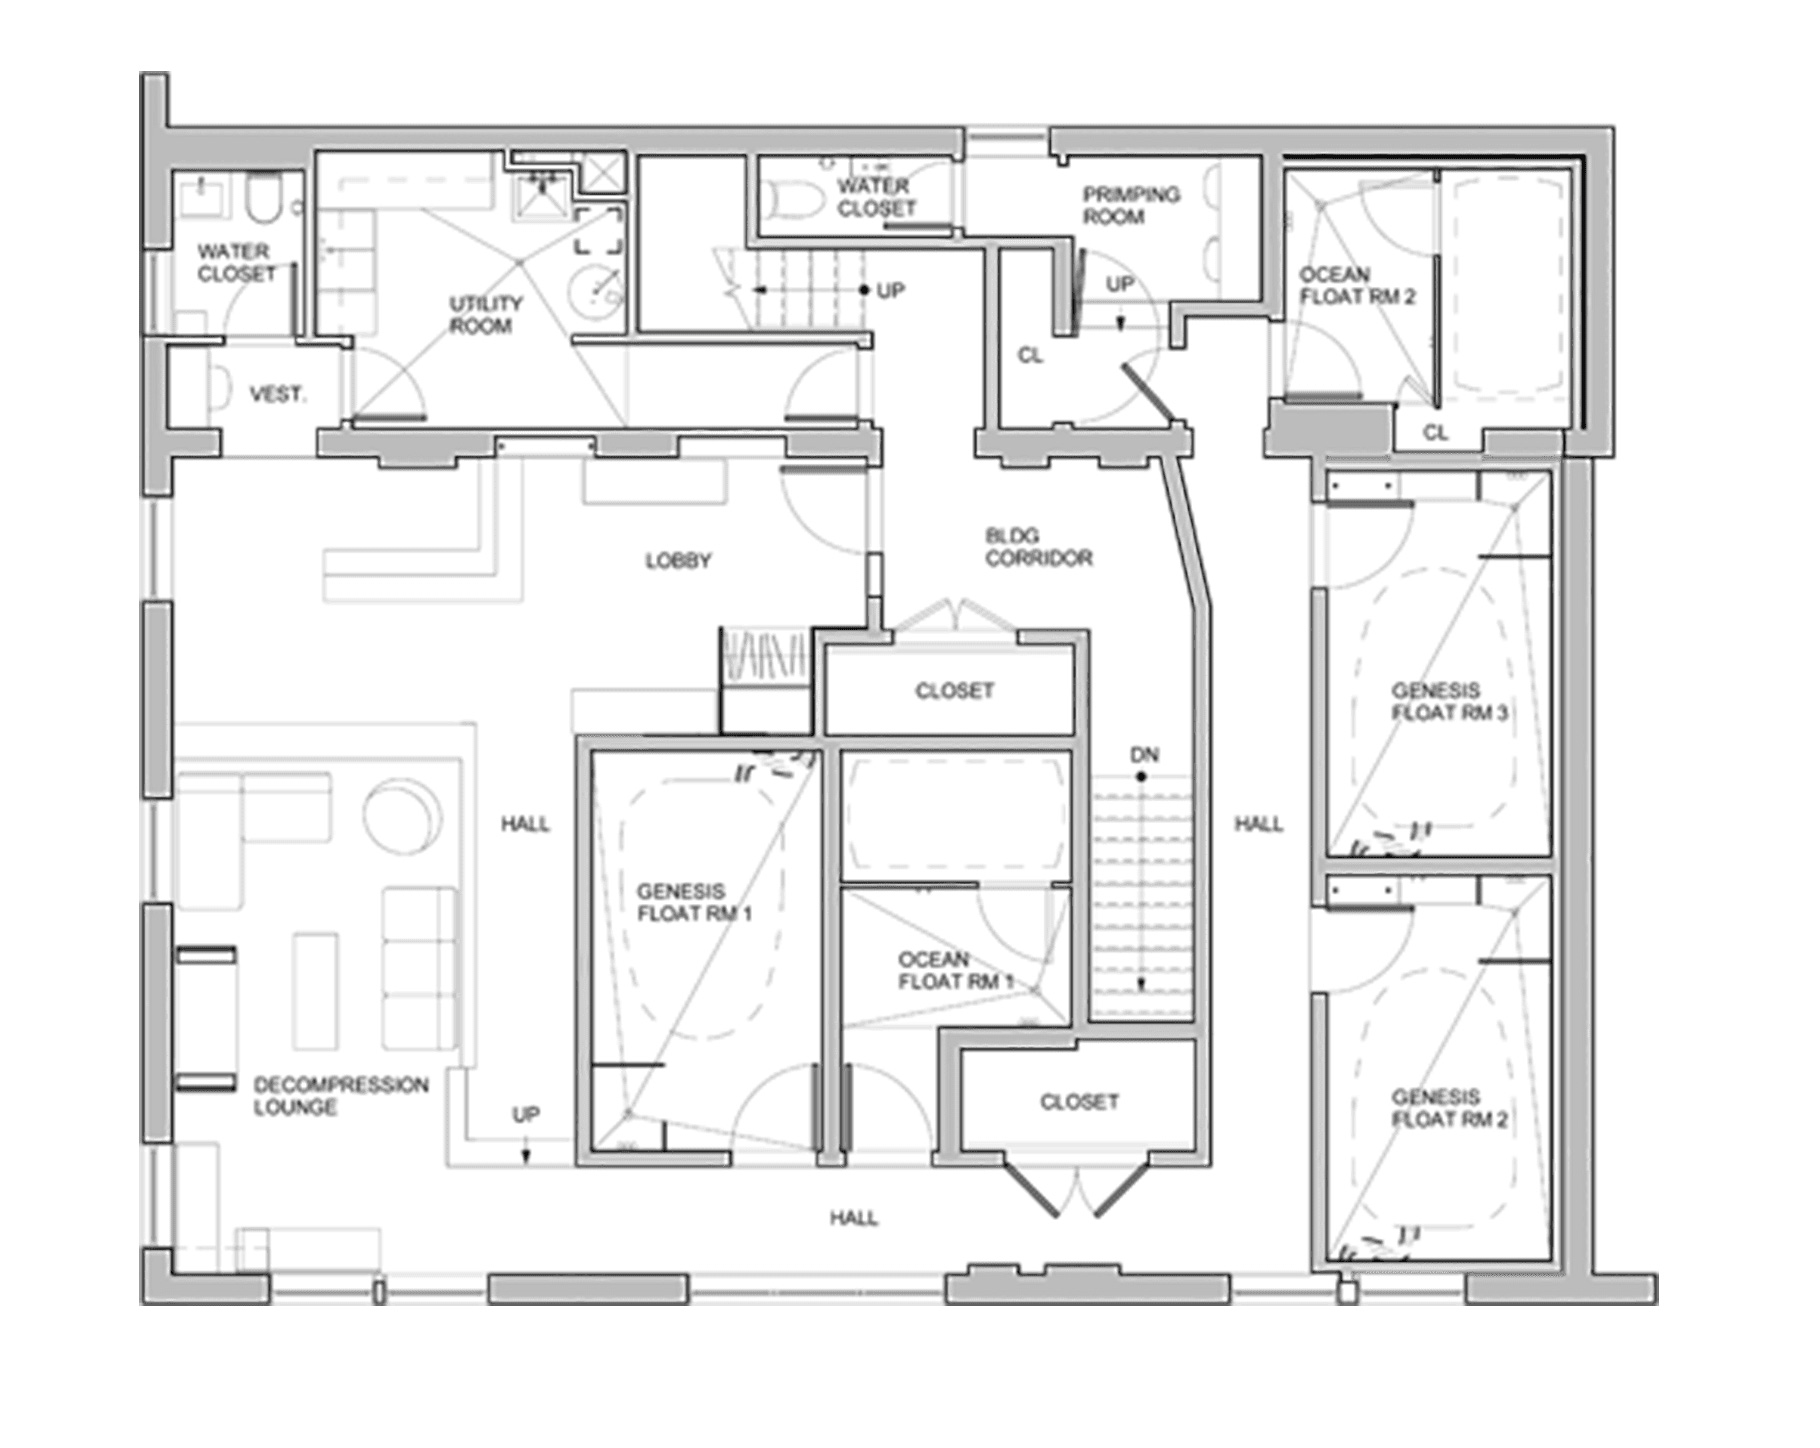 WATER
CLOSET
PRIMPING
ROOM
WATER
CLOSET
OCEAN
FLOAT RM 2
UTILITY
ROOM
UP
UP
CL
VEST.
CL
LOBBY
BLDG
CORRIDOR
CLOSET
GENESIS
FLOAT RM 3
DN
HALL
HALL
GENESIS
FLOAT RM 1
OCEAN
FLOAT RM 1
DECOMPRESSION
LOUNGE
UP
CLOSET
GENESIS
FLOAT RM 2
HALL